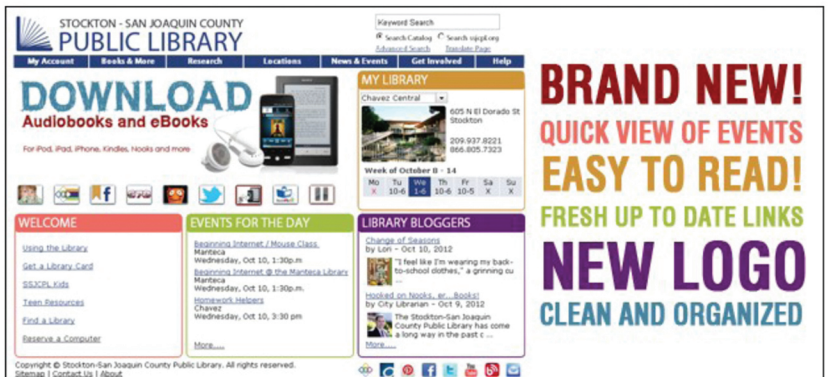 STOCKTON - SAN JOAQUIN COUNTY
PUBLIC LIBRARY
Keyword Search
Search Catalog Search ssjcpl.org
Advanced Search Translate Page
My Account Books & More Research Locations News & Events Get Involved Help
DOWNLOAD
Audiobooks and eBooks
For iPod, iPad, iPhone, Kindles, Nooks and more
MY LIBRARY
Chavez Central
605 N El Dorado St
Stockton
209.937.8221
866.805.7323
Week of October 8 - 14
Mo Tu We Th Fr Sa Su
X 10-6 1-6 10-6 10-5 X X
WELCOME
Using the Library
Get a Library Card
SSJCPL Kids
Teen Resources
Find a Library
Reserve a Computer
EVENTS FOR THE DAY
Beginning Internet / Mouse Class
Manteca
Wednesday, Oct 10, 1:30p.m
Beginning Internet @ the Manteca Library
Manteca
Wednesday, Oct 10, 1:30p.m.
Homework Helpers
Chavez
Wednesday, Oct 10, 3:30 pm
More.....
LIBRARY BLOGGERS
Change of Seasons
by Lori - Oct 10, 2012
"I feel like I'm wearing my back-
to-school clothes," a grinning cu
...
Hooked on Nooks, er...Books!
by City Librarian - Oct 9, 2012
The Stockton-San Joaquin
County Public Library has come
a long way in the past c ...
More.....
Copyright © Stockton-San Joaquin County Public Library. All rights reserved.
Sitemap | Contact Us | About
BRAND NEW!
QUICK VIEW OF EVENTS
EASY TO READ!
FRESH UP TO DATE LINKS
NEW LOGO
CLEAN AND ORGANIZED